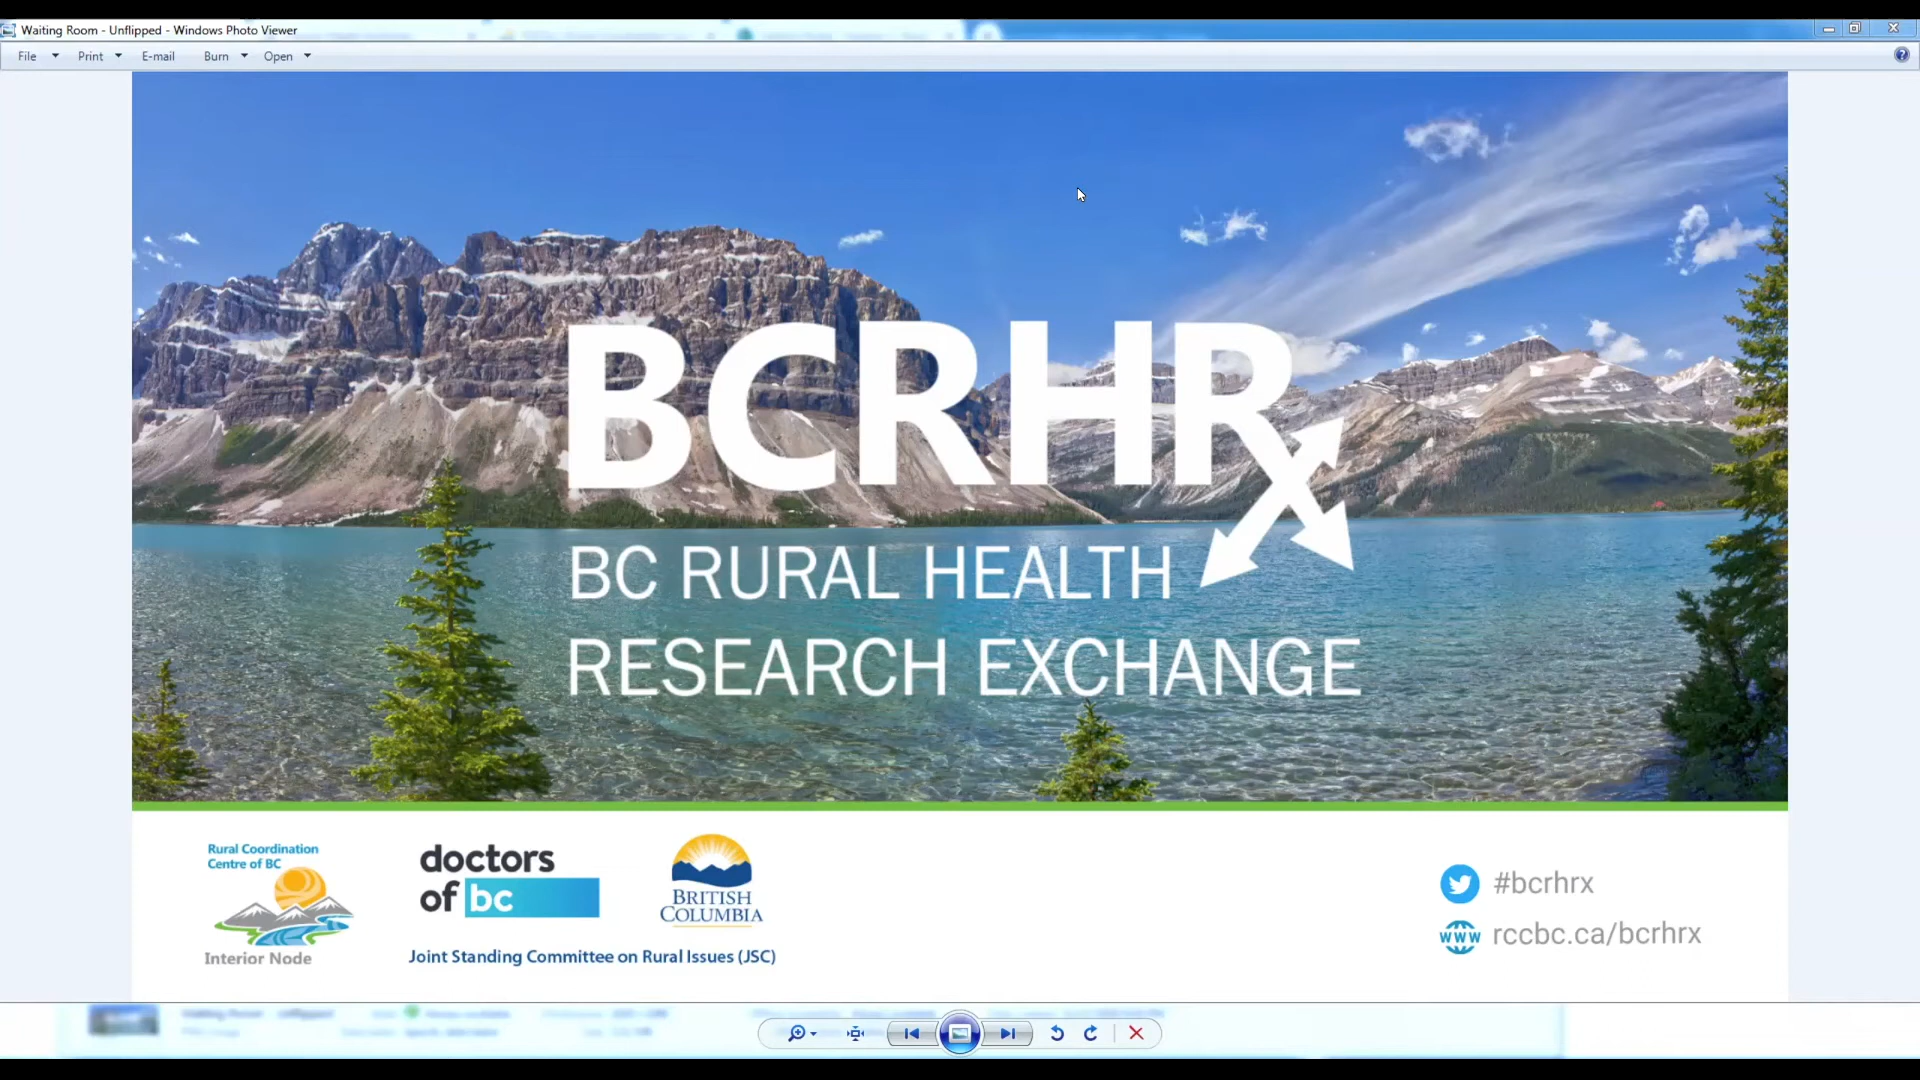 Waiting Room - Unflipped - Windows Photo Viewer
File Print E-mail Burn Open
BCRHRx
BC RURAL HEALTH
RESEARCH EXCHANGE
Rural Coordination
Centre of BC
Interior Node
doctors
of bc
BRITISH
COLUMBIA
Joint Standing Committee on Rural Issues (JSC)
#bcrhrx
www rccbc.ca/bcrhrx